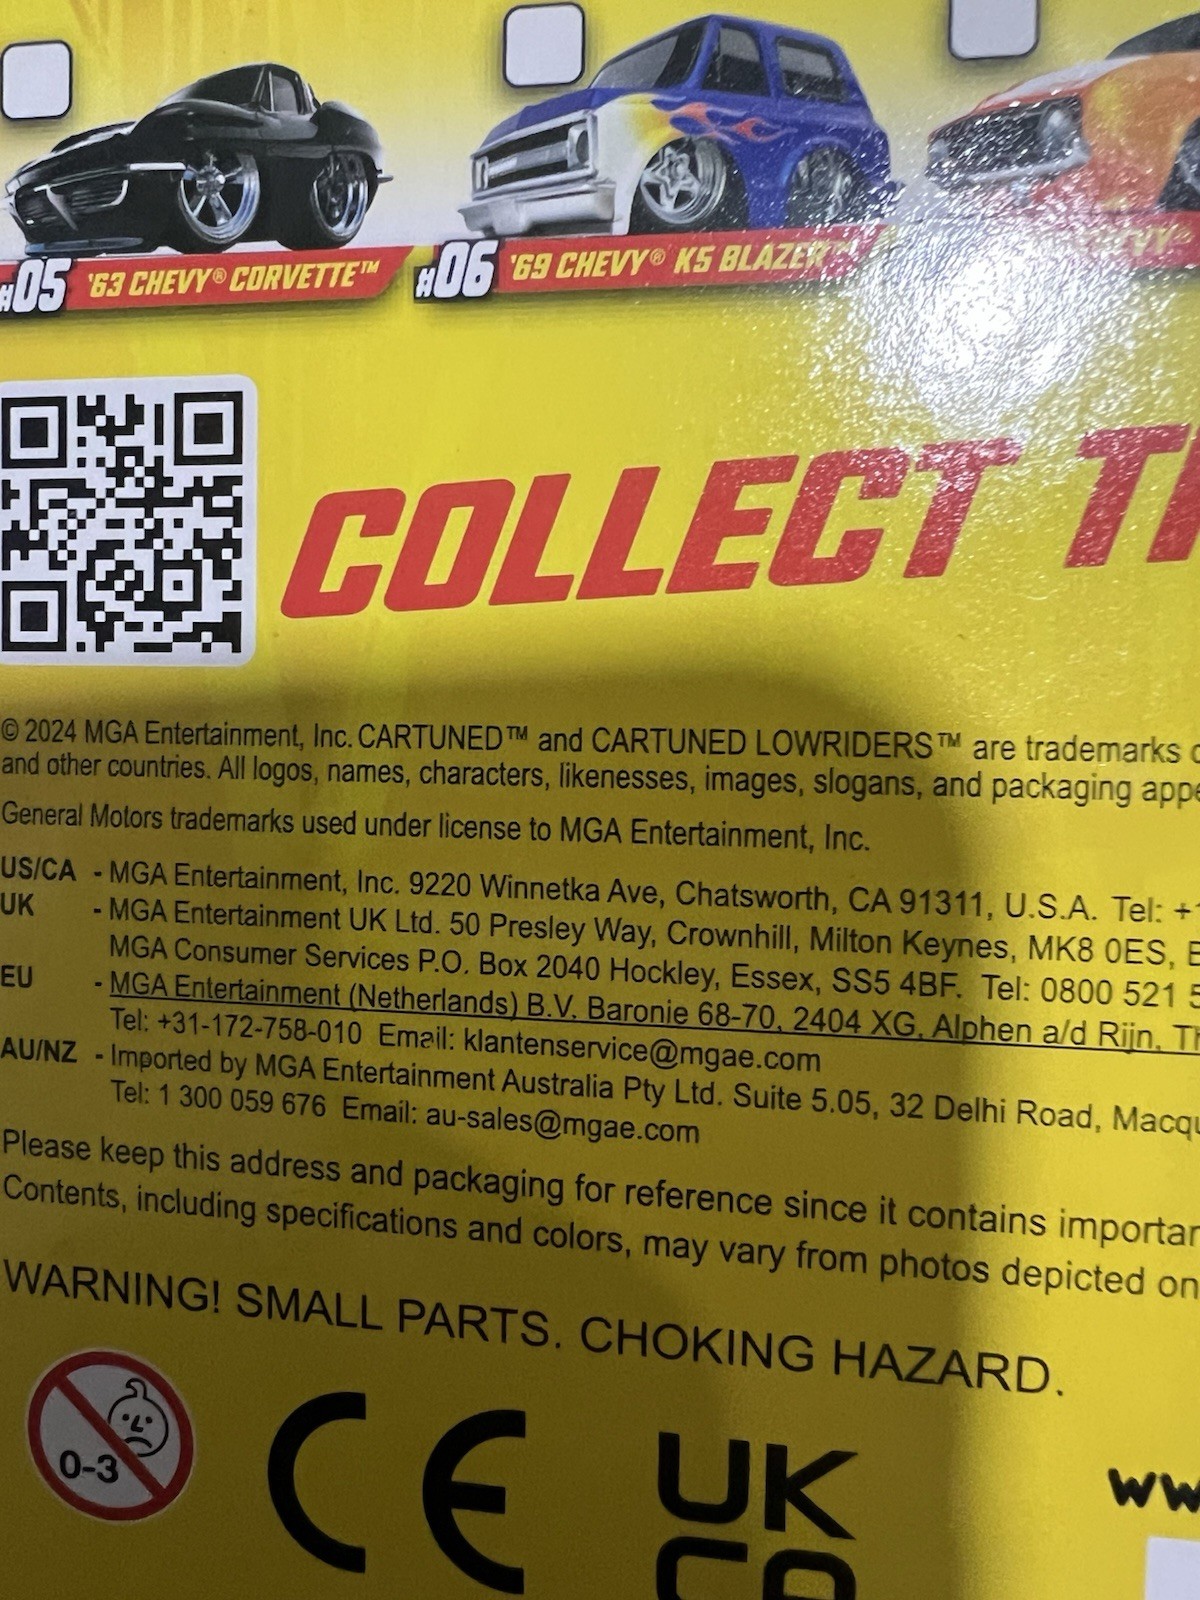 #05 '63 CHEVY® CORVETTE™
#06 '69 CHEVY® K5 BLAZER™
COLLECT
© 2024 MGA Entertainment, Inc. CARTUNED™ and CARTUNED LOWRIDERS™ are trademarks
and other countries. All logos, names, characters, likenesses, images, slogans, and packaging
General Motors trademarks used under license to MGA Entertainment, Inc.
US/CA - MGA Entertainment, Inc. 9220 Winnetka Ave, Chatsworth, CA 91311, U.S.A. Tel:
UK - MGA Entertainment UK Ltd. 50 Presley Way, Crownhill, Milton Keynes, MK8 0ES,
MGA Consumer Services P.O. Box 2040 Hockley, Essex, SS5 4BF. Tel: 0800 521
EU - MGA Entertainment (Netherlands) B.V. Baronie 68-70, 2404 XG, Alphen a/d Rijn,
Tel: +31-172-758-010 Email: klantenservice@mgae.com
AU/NZ - Imported by MGA Entertainment Australia Pty Ltd. Suite 5.05, 32 Delhi Road,
Tel: 1 300 059 676 Email: au-sales@mgae.com
Please keep this address and packaging for reference since it contains
Contents, including specifications and colors, may vary from photos depicted on
WARNING! SMALL PARTS. CHOKING HAZARD.
0-3
CE
UK
CA